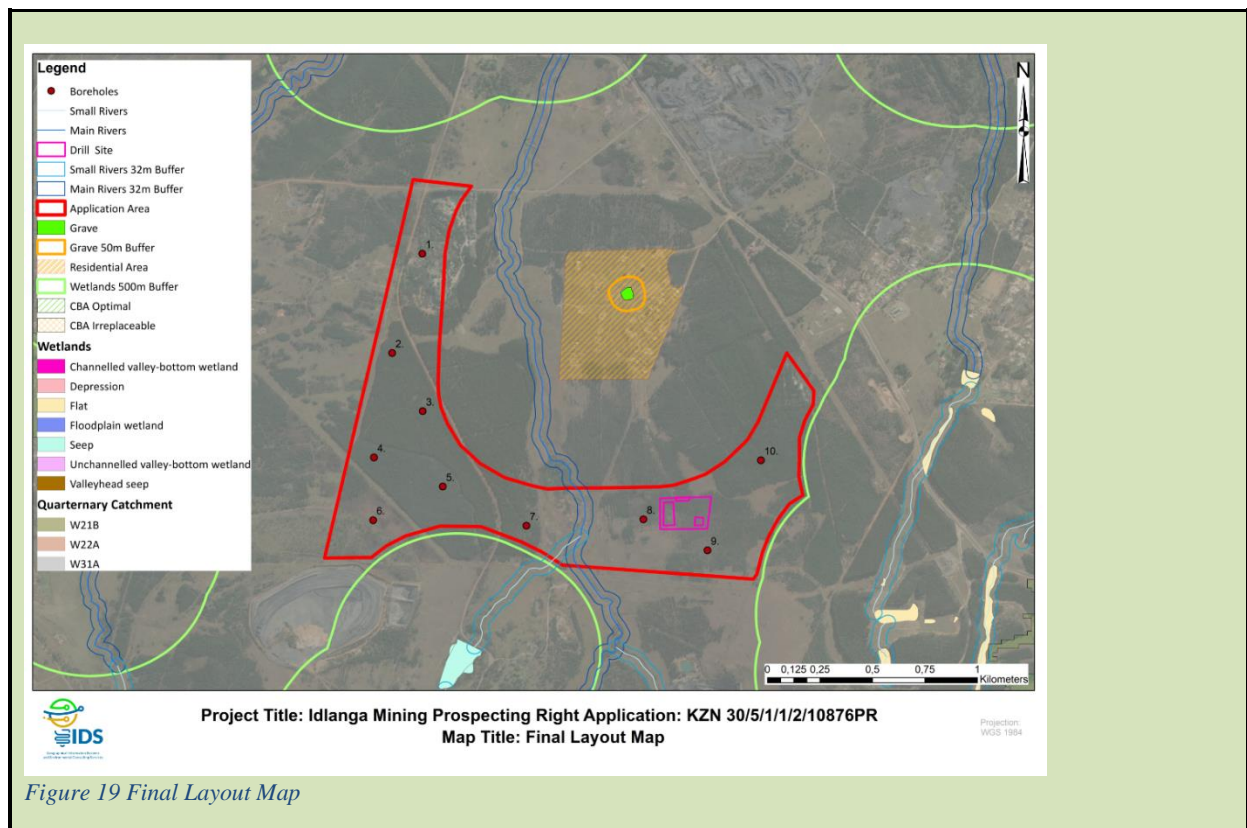 Legend
Boreholes
Small Rivers
Main Rivers
Drill Site
Small Rivers 32m Buffer
Main Rivers 32m Buffer
Application Area
Grave
Grave 50m Buffer
Residential Area
Wetlands 500m Buffer
CBA Optimal
CBA Irreplaceable
Wetlands
Channelled valley-bottom wetland
Depression
Flat
Floodplain wetland
Seep
Unchannelled valley-bottom wetland
Valleyhead seep
Quarternary Catchment
W21B
W22A
W31A
N
1.
2.
3.
4.
5.
6.
7.
8.
9.
10.
0 0,125 0,25 0,5 0,75 1
Kilometers
Project Title: Idlanga Mining Prospecting Right Application: KZN 30/5/1/1/2/10876PR
Map Title: Final Layout Map
Projection:
WGS 1984
IDS
Figure 19 Final Layout Map